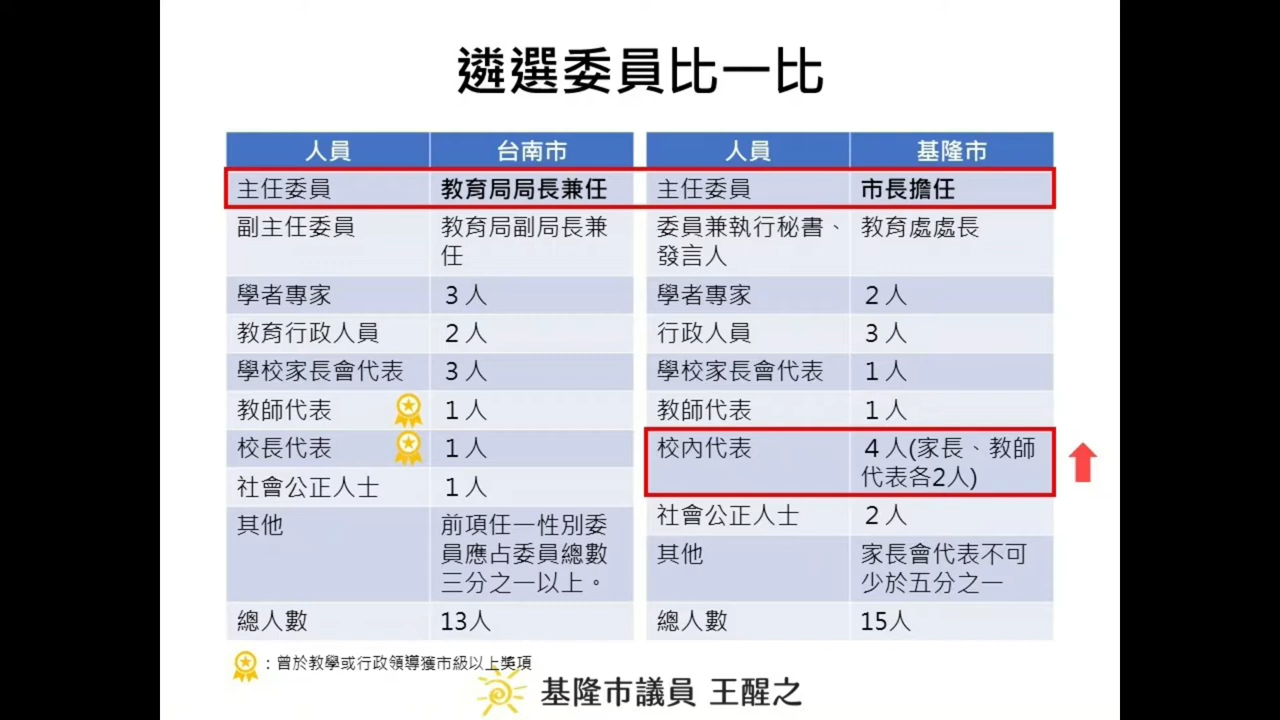 遴選委員比一比
人員 台南市
主任委員 教育局局長兼任
副主任委員 教育局副局長兼
任
學者專家 3 人
教育行政人員 2 人
學校家長會代表 3 人
教師代表 1 人
校長代表 1 人
社會公正人士 1 人
其他 前項任一性別委
員應占委員總數
三分之一以上。
總人數 13人
人員 基隆市
主任委員 市長擔任
委員兼執行秘書、 教育處處長
發言人
學者專家 2 人
行政人員 3 人
學校家長會代表 1 人
教師代表 1 人
校內代表 4 人(家長、教師
代表各2人)
社會公正人士 2 人
其他 家長會代表不可
少於五分之一
總人數 15人
：曾於教學或行政領導獲市級以上獎項
基隆市議員 王醒之